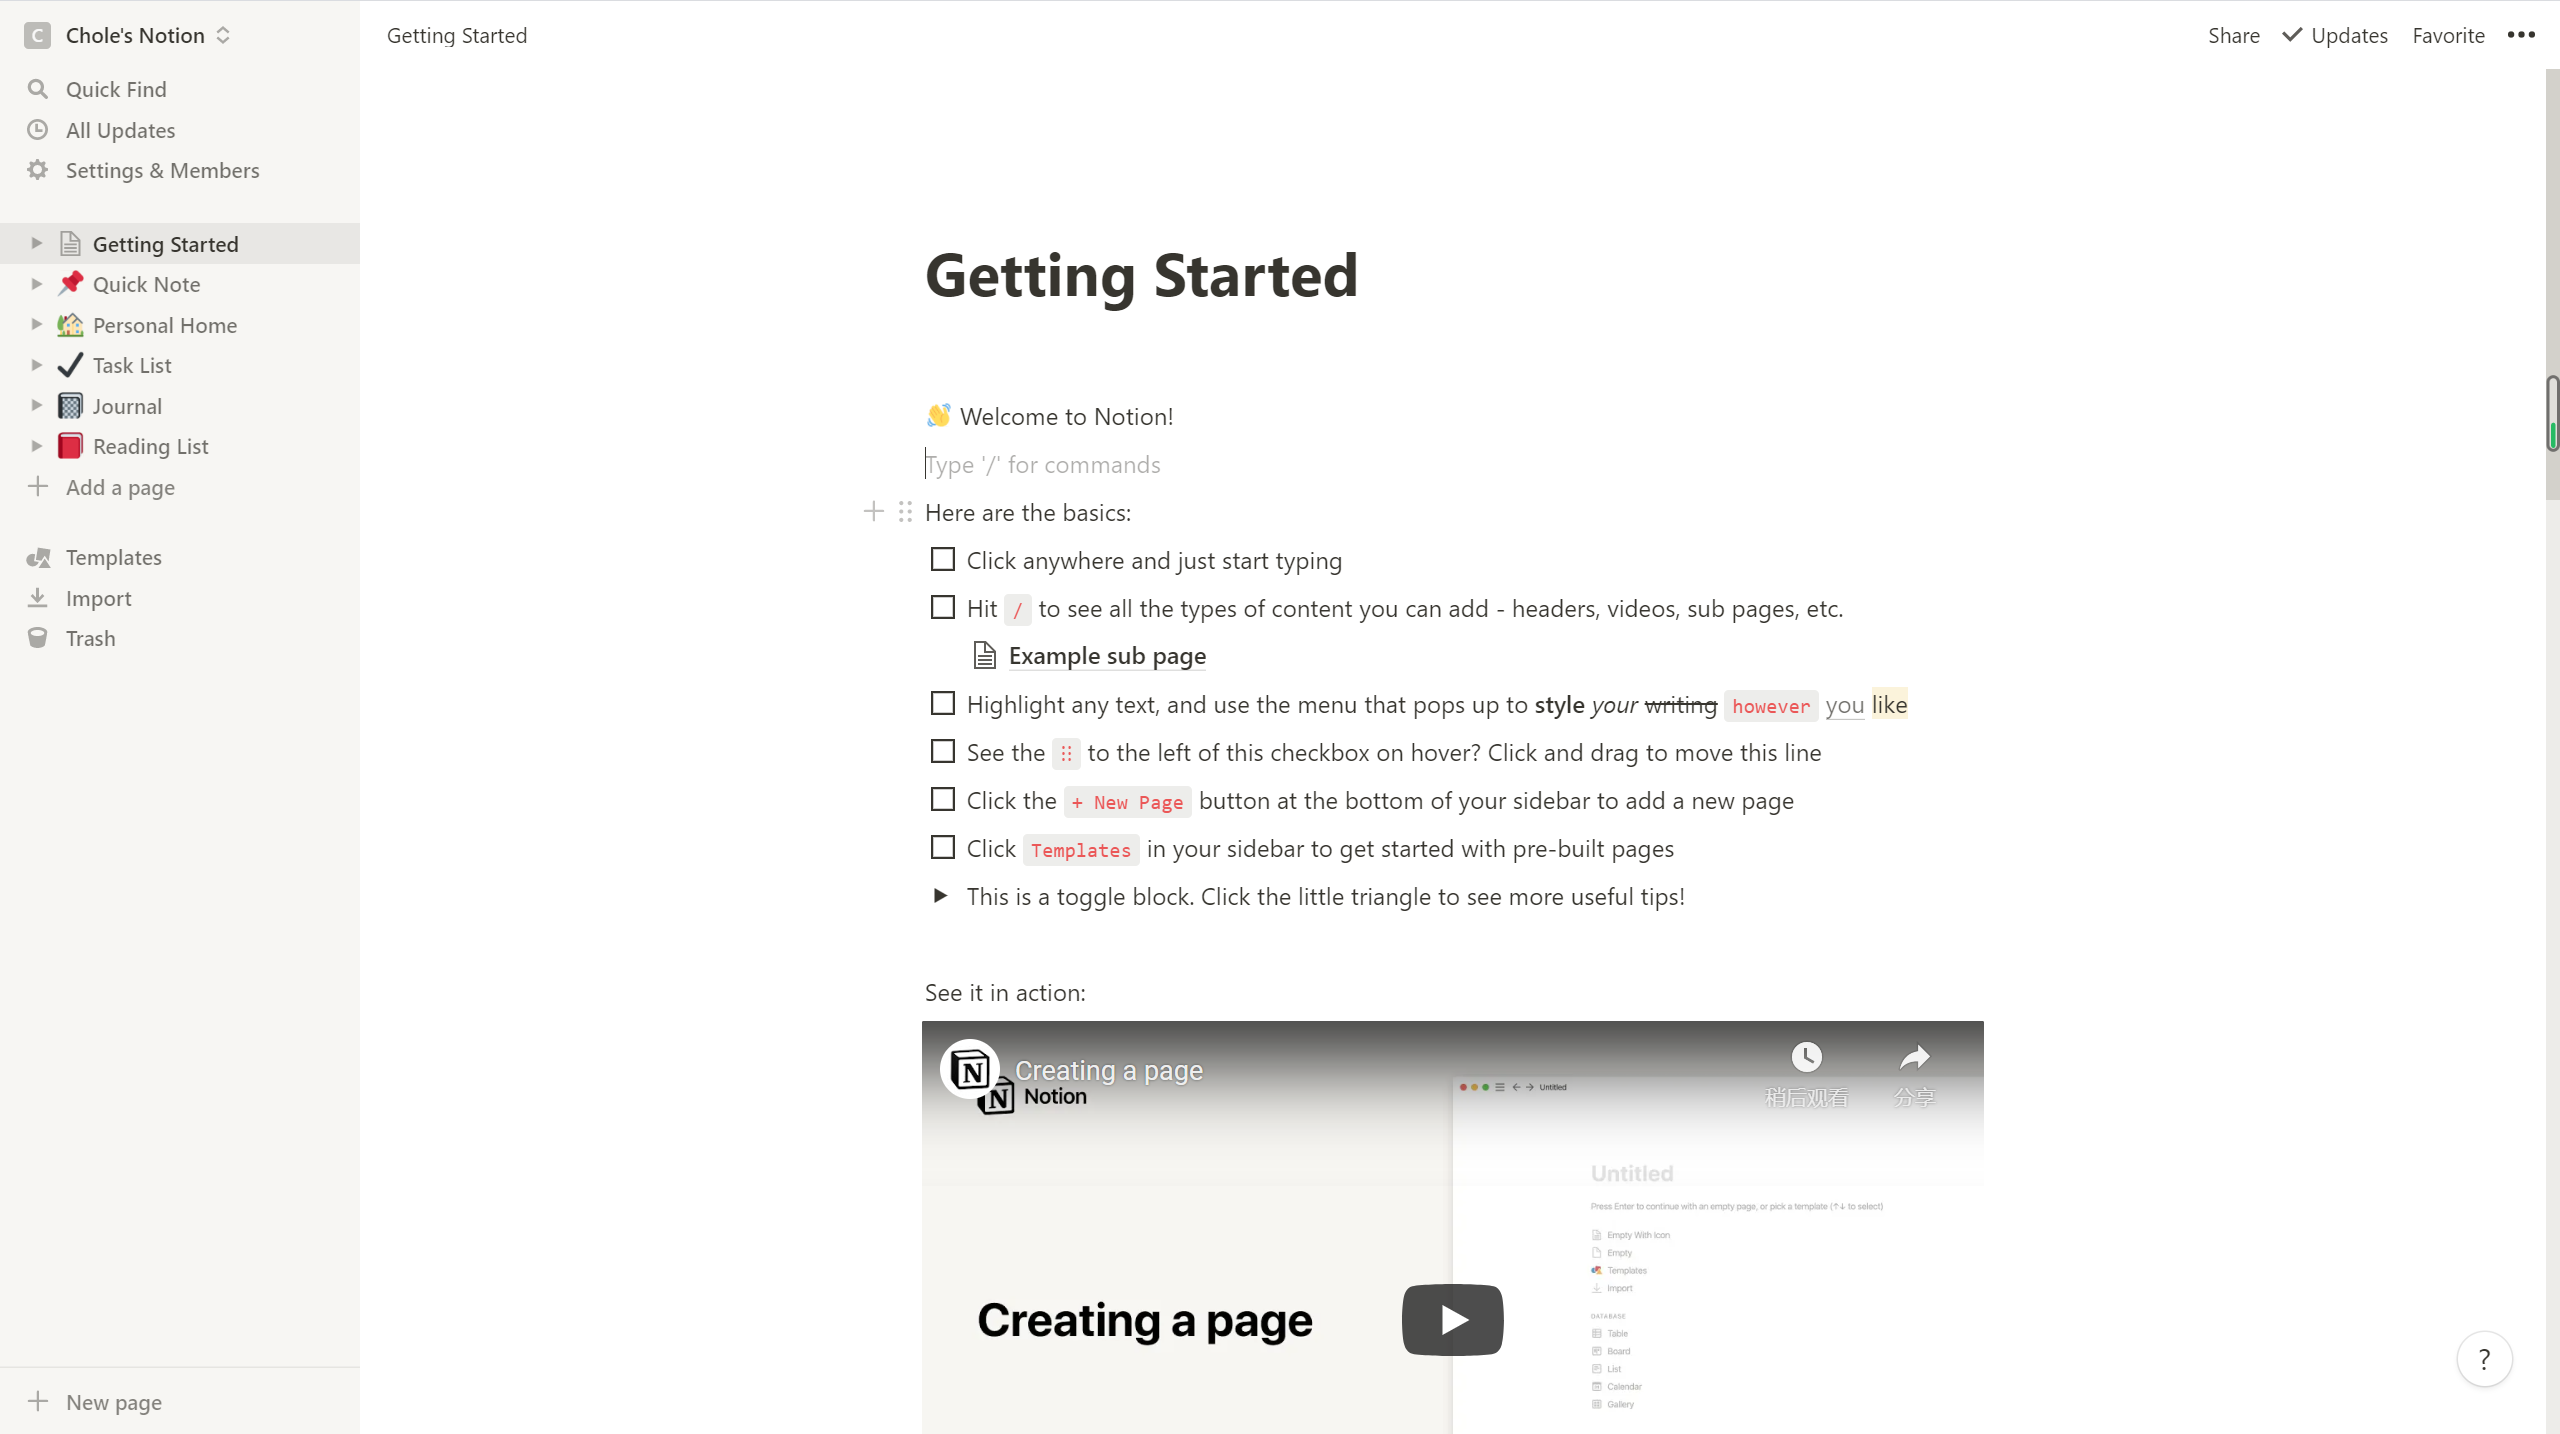 C Chole's Notion
Quick Find
All Updates
Settings & Members
Getting Started
Quick Note
Personal Home
Task List
Journal
Reading List
Add a page
Templates
Import
Trash
New page
Getting Started
Share Updates Favorite
Getting Started
Welcome to Notion!
Type '/' for commands
Here are the basics:
Click anywhere and just start typing
Hit / to see all the types of content you can add - headers, videos, sub pages, etc.
Example sub page
Highlight any text, and use the menu that pops up to style your writing however you like
See the ⋮⋮ to the left of this checkbox on hover? Click and drag to move this line
Click the + New Page button at the bottom of your sidebar to add a new page
Click Templates in your sidebar to get started with pre-built pages
This is a toggle block. Click the little triangle to see more useful tips!
See it in action:
Creating a page
N Notion
稍后观看 分享
Untitled
Creating a page
Untitled
Press Enter to continue with an empty page, or pick a template (↑↓ to select)
Empty With Icon
Empty
Templates
Import
DATABASE
Table
Board
List
Calendar
Gallery
?